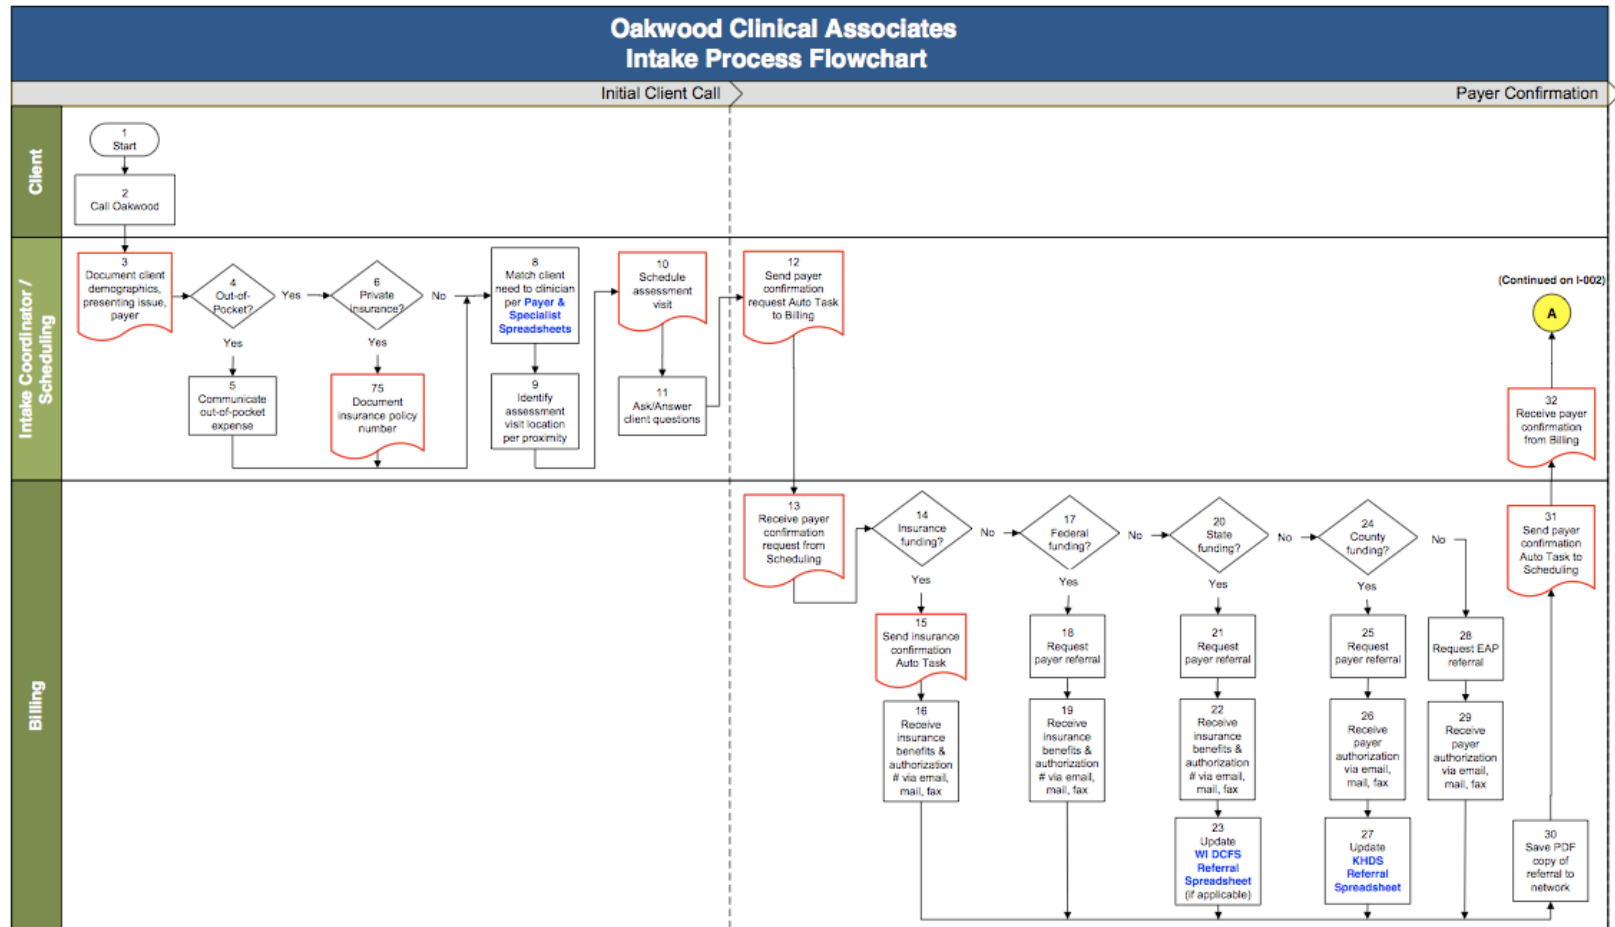 Oakwood Clinical Associates
Intake Process Flowchart
Initial Client Call
Payer Confirmation
Client
1
Start
2
Call Oakwood
Intake Coordinator /
Scheduling
3
Document client
demographics,
presenting issue,
payer
4
Out-of-
Pocket?
Yes
Yes
5
Communicate
out-of-pocket
expense
6
Private
Insurance?
No
Yes
75
Document
insurance policy
number
8
Match client
need to clinician
per Payer &
Specialist
Spreadsheets
9
Identify
assessment
visit location
per proximity
10
Schedule
assessment
visit
11
Ask/Answer
client questions
12
Send payer
confirmation
request Auto Task
to Billing
(Continued on I-002)
A
32
Receive payer
confirmation
from Billing
Billing
13
Receive payer
confirmation
request from
Scheduling
14
Insurance
funding?
No
Yes
15
Send insurance
confirmation
Auto Task
16
Receive
insurance
benefits &
authorization
# via email,
mail, fax
17
Federal
funding?
No
Yes
18
Request
payer referral
19
Receive
insurance
benefits &
authorization
# via email,
mail, fax
20
State
funding?
No
Yes
21
Request
payer referral
22
Receive
insurance
benefits &
authorization
# via email,
mail, fax
23
Update
WI DCFS
Referral
Spreadsheet
(if applicable)
24
County
funding?
No
Yes
25
Request
payer referral
26
Receive
payer
authorization
via email,
mail, fax
27
Update
KHDS
Referral
Spreadsheet
28
Request EAP
referral
29
Receive
payer
authorization
via email,
mail, fax
30
Save PDF
copy of
referral to
network
31
Send payer
confirmation
Auto Task to
Scheduling